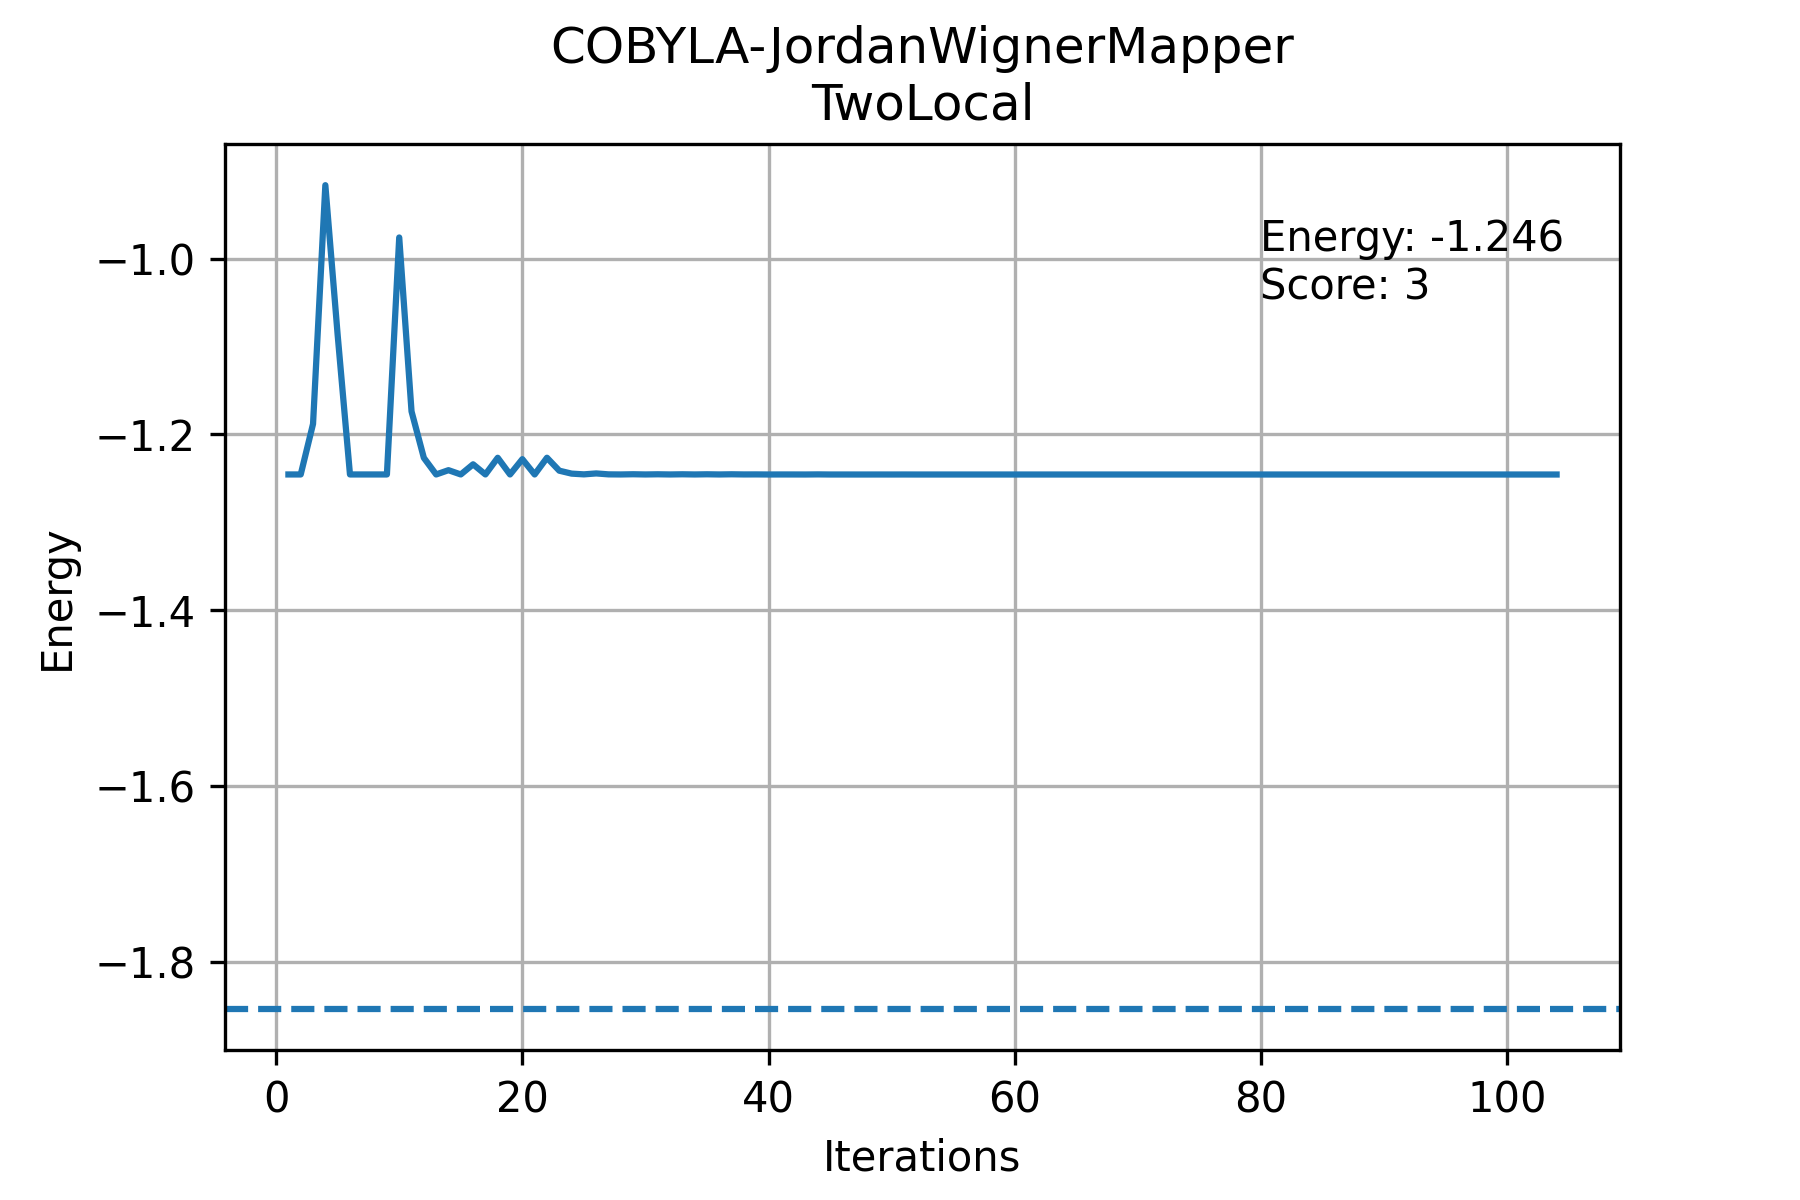 COBYLA-JordanWignerMapper
TwoLocal
Energy: -1.246
Score: 3
−1.0
−1.2
−1.4
−1.6
−1.8
Energy
0 20 40 60 80 100
Iterations